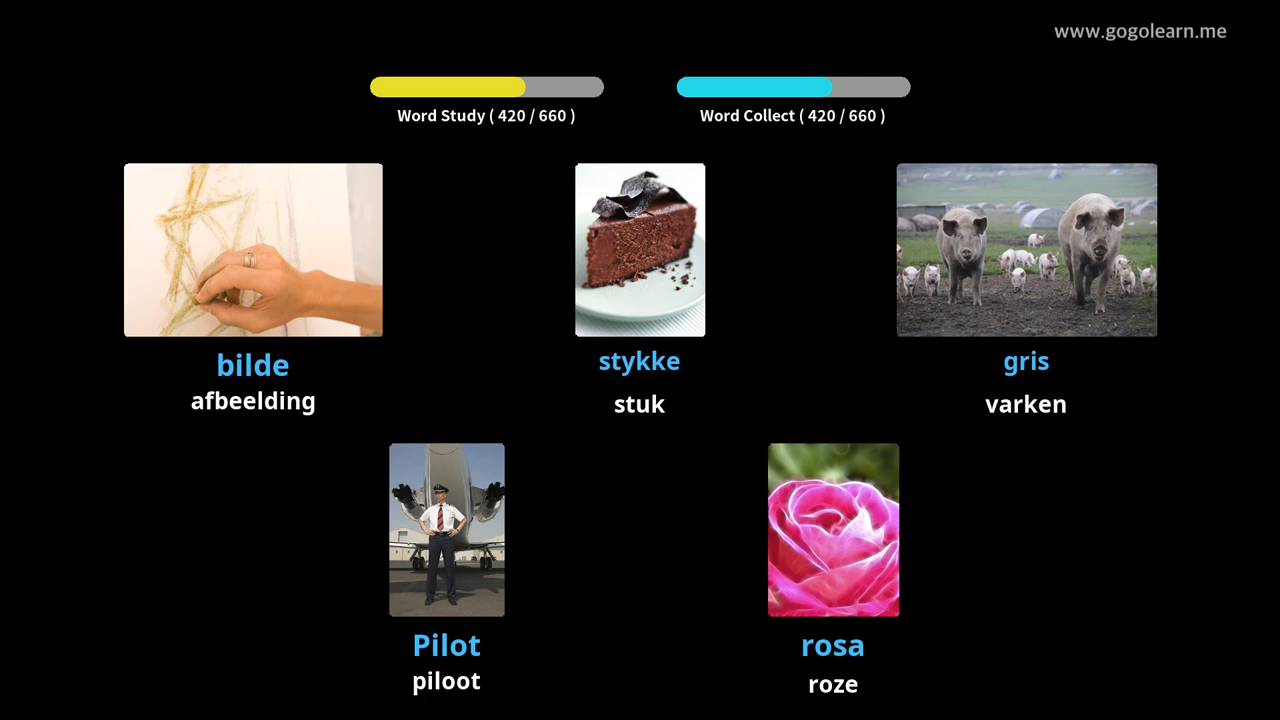 www.gogolearn.me
Word Study ( 420 / 660 )
Word Collect ( 420 / 660 )
bilde
afbeelding
stykke
stuk
gris
varken
Pilot
piloot
rosa
roze